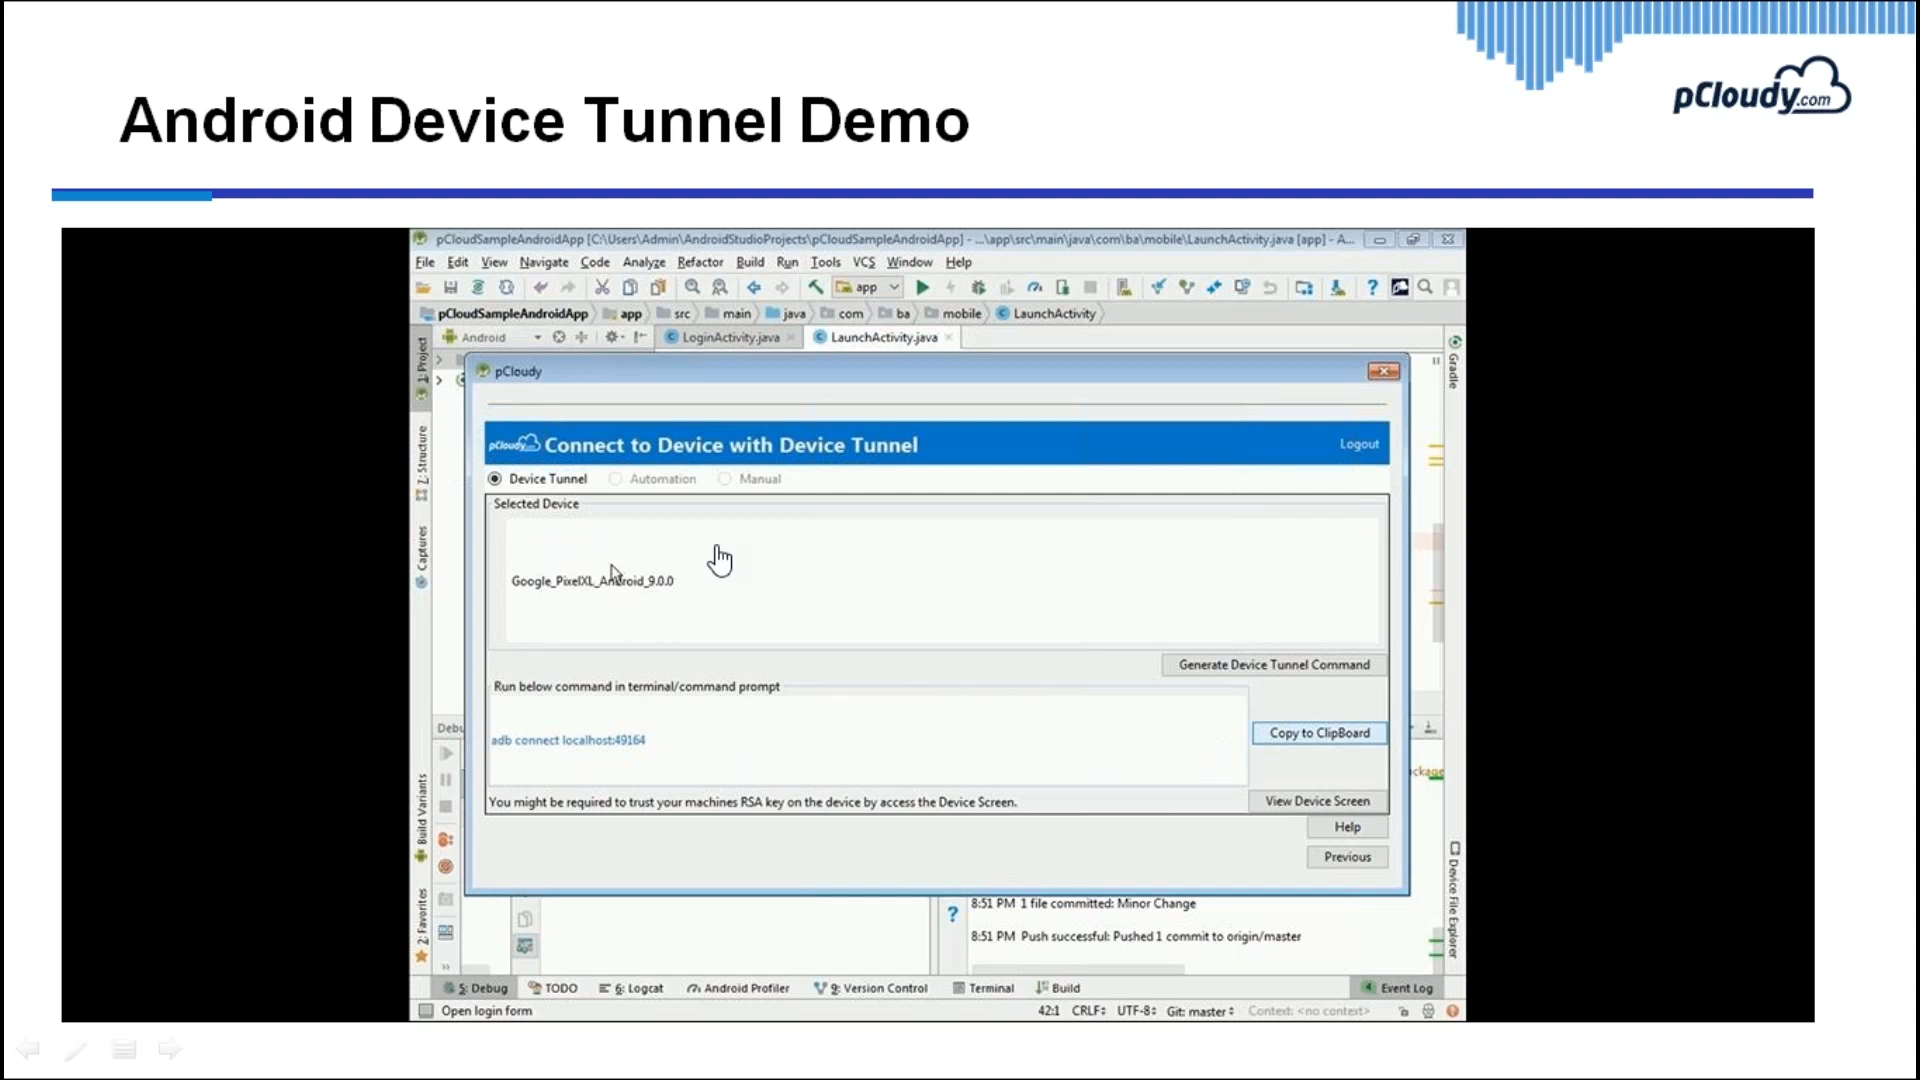 pCloudy.com
Android Device Tunnel Demo
pCloudSampleAndroidApp [C:\Users\Admin\AndroidStudioProjects\pCloudSampleAndroidApp] - ...\app\src\main\java\com\ba\mobile\LaunchActivity.java [app] - A...
File Edit View Navigate Code Analyze Refactor Build Run Tools VCS Window Help
app
pCloudSampleAndroidApp app src main java com ba mobile LaunchActivity
Android LoginActivity.java LaunchActivity.java
1: Project
Gradle
pCloudy
pCloudy Connect to Device with Device Tunnel Logout
Device Tunnel Automation Manual
Z: Structure
Selected Device
Captures
Google_PixelXL_Android_9.0.0
Generate Device Tunnel Command
Run below command in terminal/command prompt
Debu
adb connect localhost:49164
Copy to ClipBoard
ckage
You might be required to trust your machines RSA key on the device by access the Device Screen.
View Device Screen
Build Variants
Help
Previous
2: Favorites
Device File Explorer
8:51 PM 1 file committed: Minor Change
8:51 PM Push successful: Pushed 1 commit to origin/master
5: Debug TODO 6: Logcat Android Profiler 9: Version Control Terminal Build 4 Event Log
Open login form 42:1 CRLF UTF-8 Git: master Context: <no context>